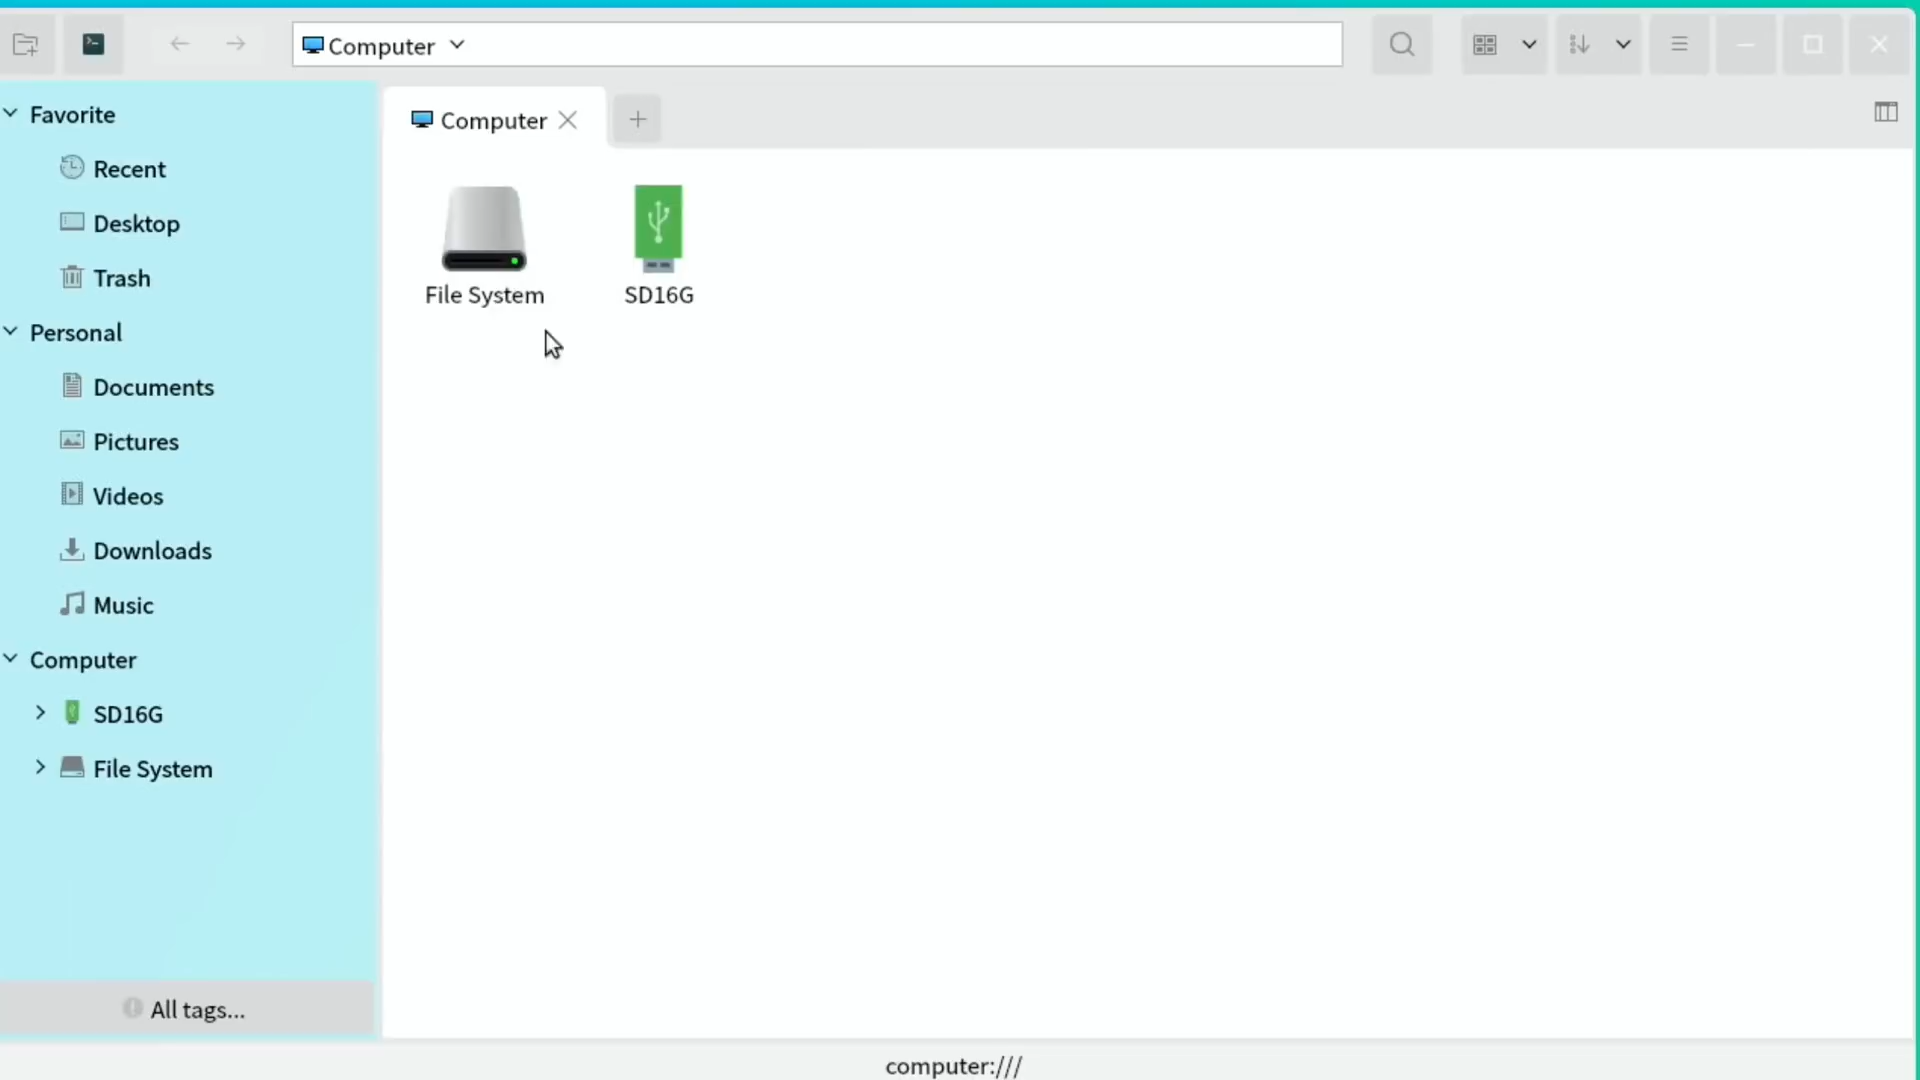 Computer
Favorite
Recent
Desktop
Trash
Personal
Documents
Pictures
Videos
Downloads
Music
Computer
SD16G
File System
All tags...
Computer
File System
SD16G
computer:///